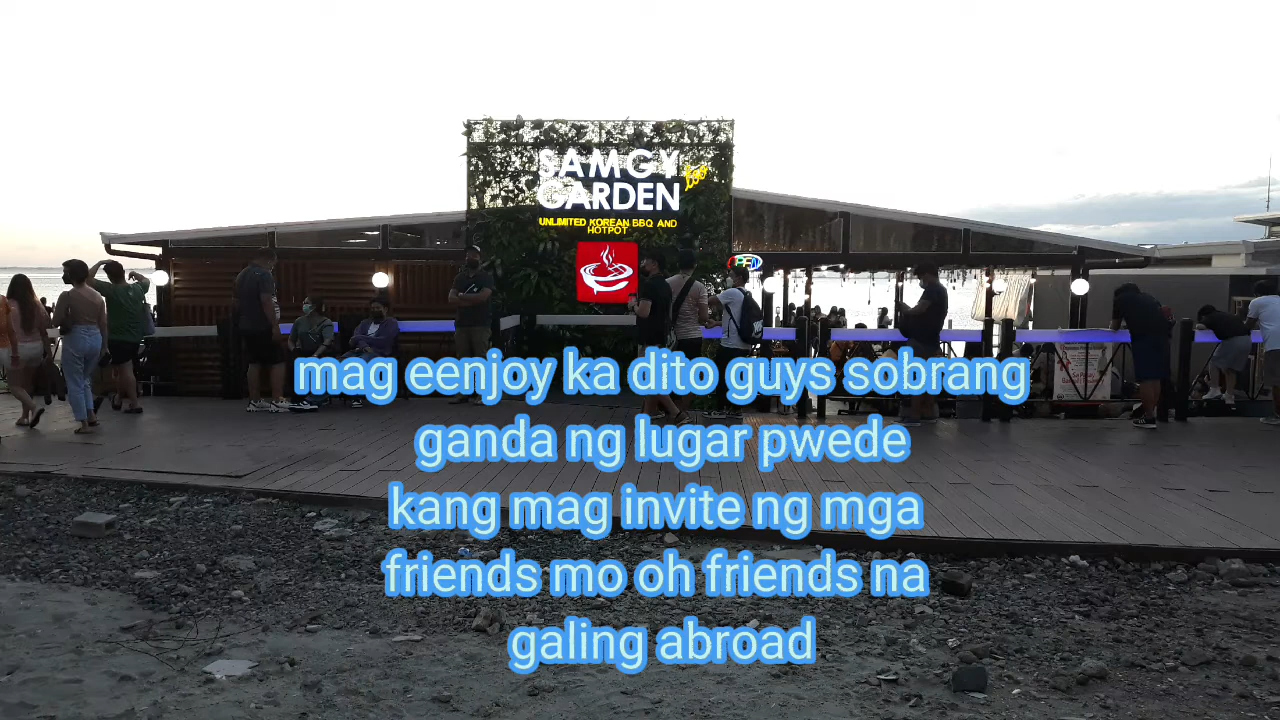 SAMGY
GARDEN
UNLIMITED KOREAN BBQ AND
HOTPOT
OPEN
mag eenjoy ka dito guys sobrang
ganda ng lugar pwede
kang mag invite ng mga
friends mo oh friends na
galing abroad